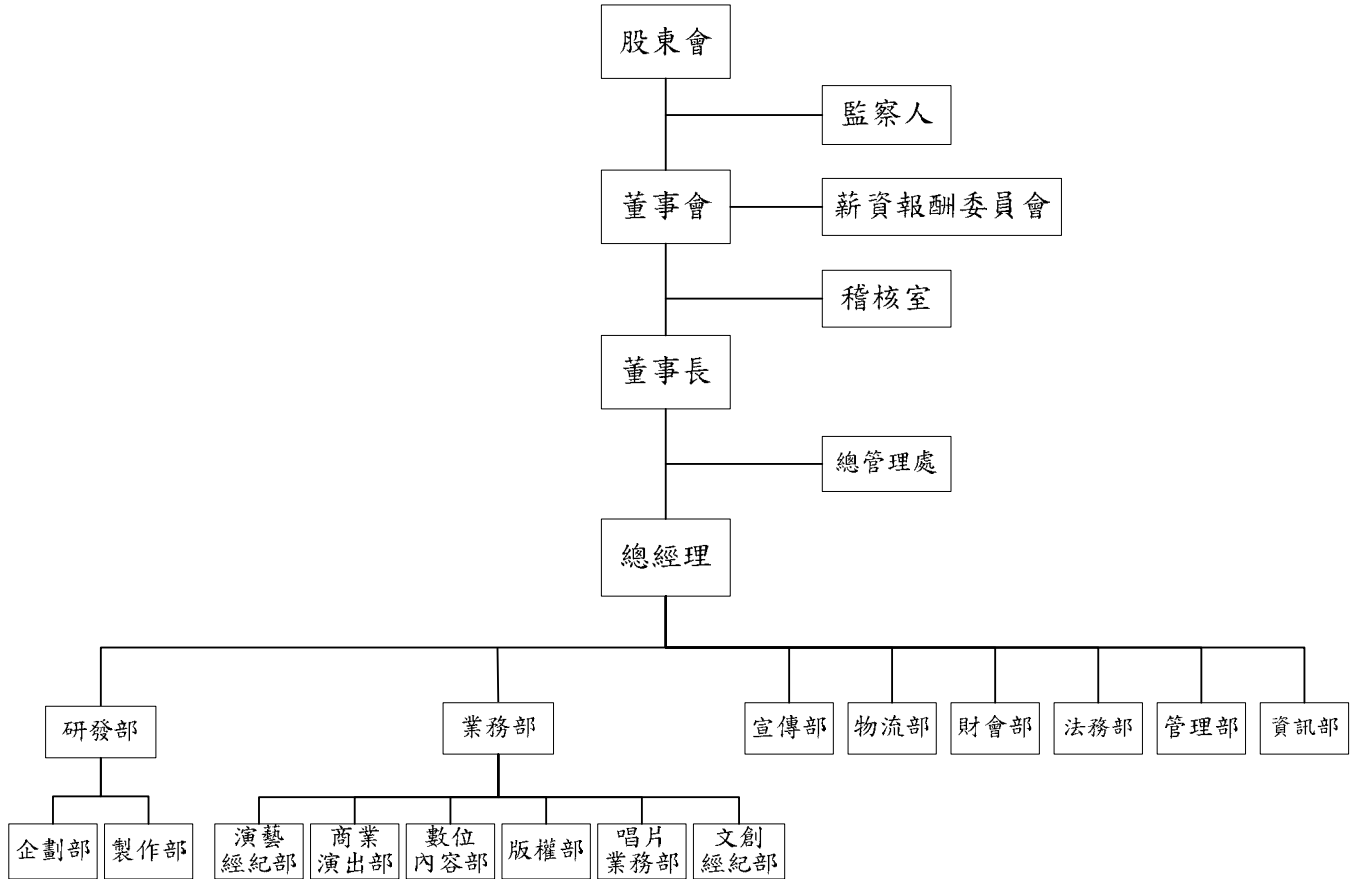 股東會
監察人
董事會
薪資報酬委員會
稽核室
董事長
總管理處
總經理
研發部
業務部
宣傳部
物流部
財會部
法務部
管理部
資訊部
企劃部
製作部
演藝
經紀部
商業
演出部
數位
內容部
版權部
唱片
業務部
文創
經紀部